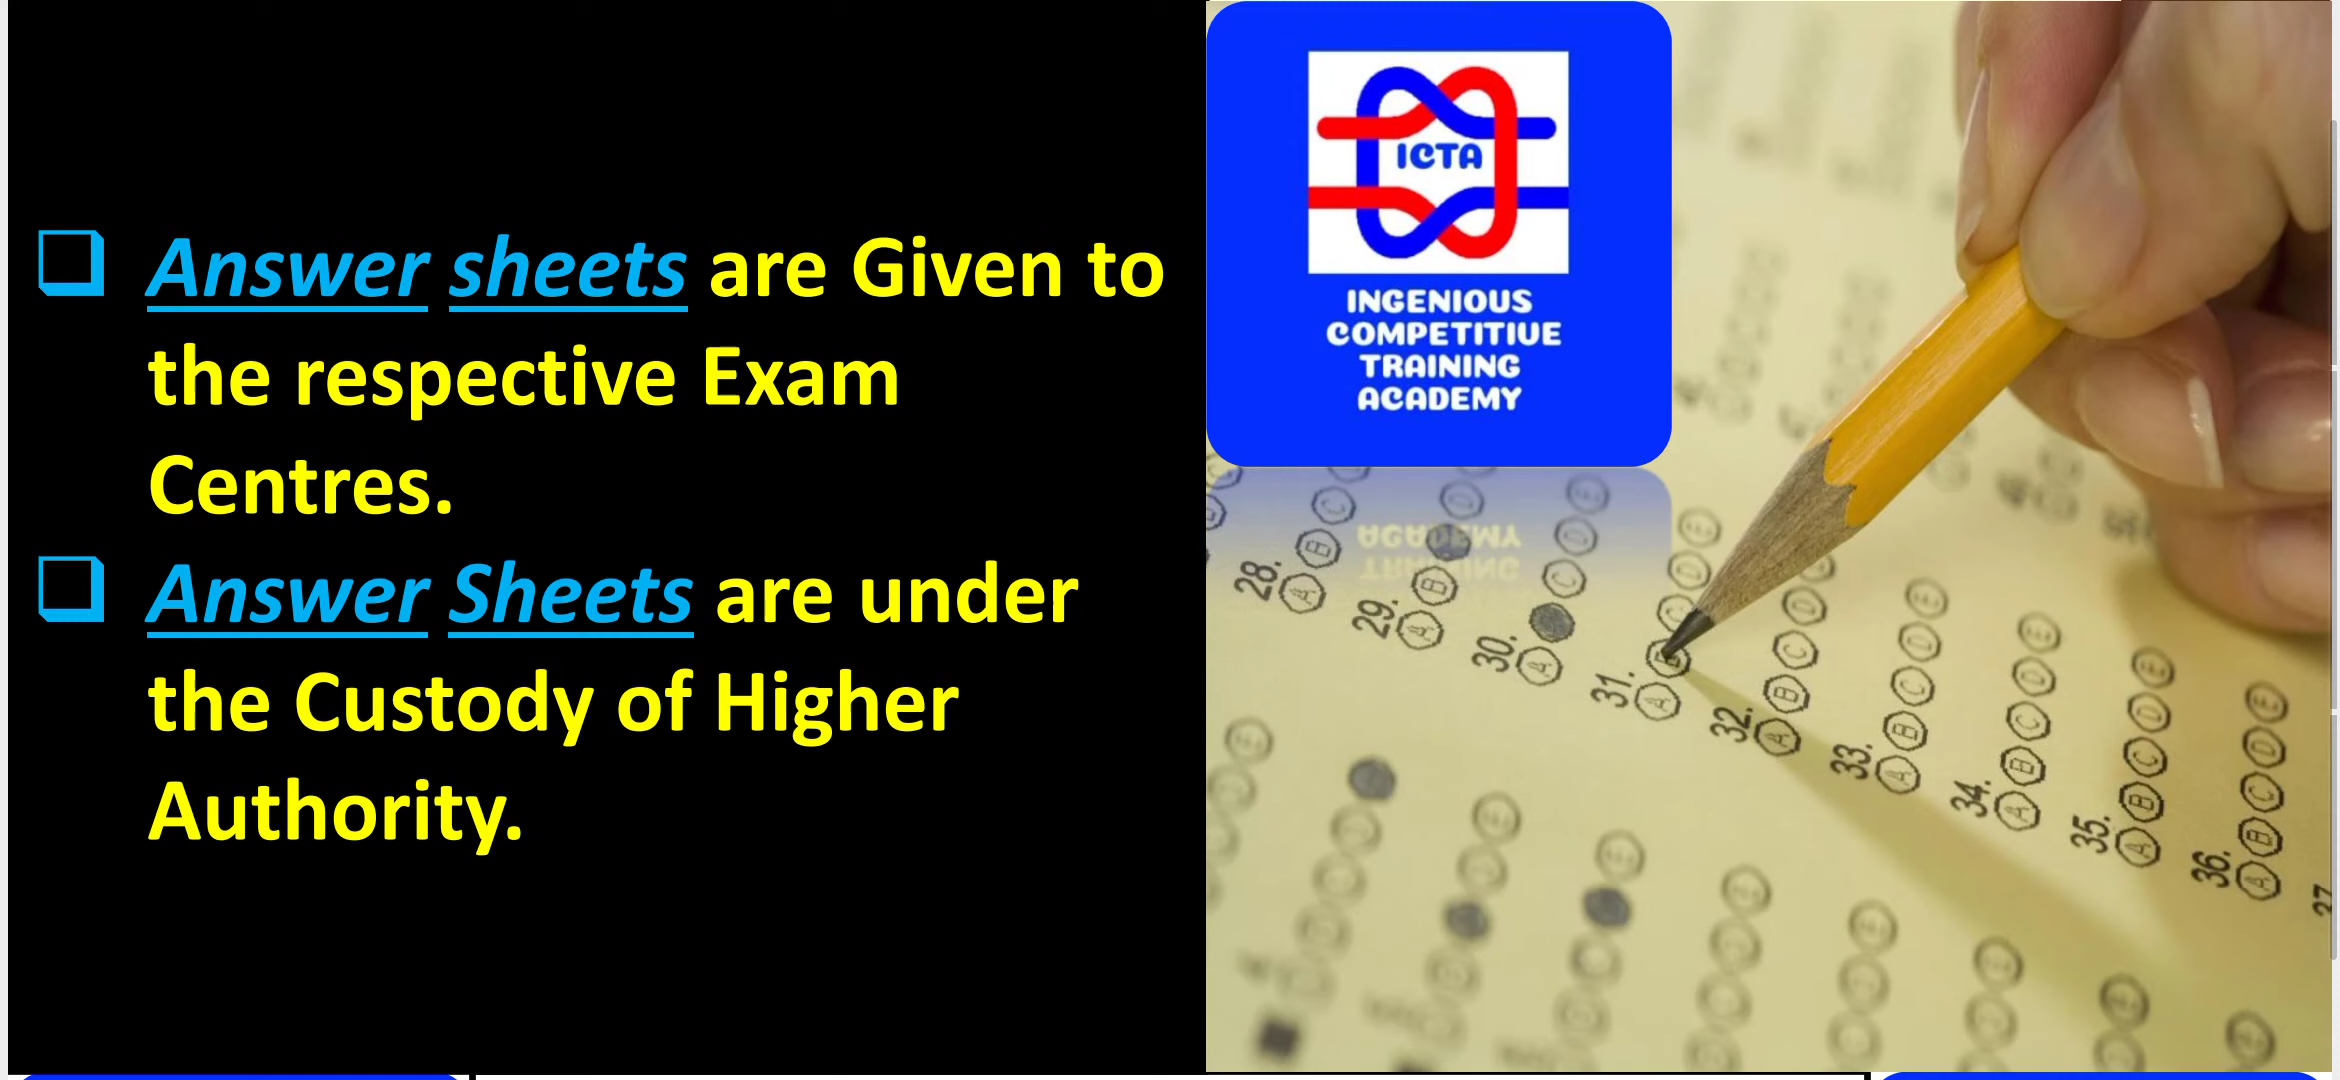 Answer sheets are Given to
the respective Exam
Centres.
Answer Sheets are under
the Custody of Higher
Authority.
ICTA
INGENIOUS
COMPETITIUE
TRAINING
ACADEMY
28. A B C
29. A B D
30. A C D E
31. A B C D E
32. A B C D
33. A B C D E
34. A B C D E
35. A B C D E
36. A B C D E